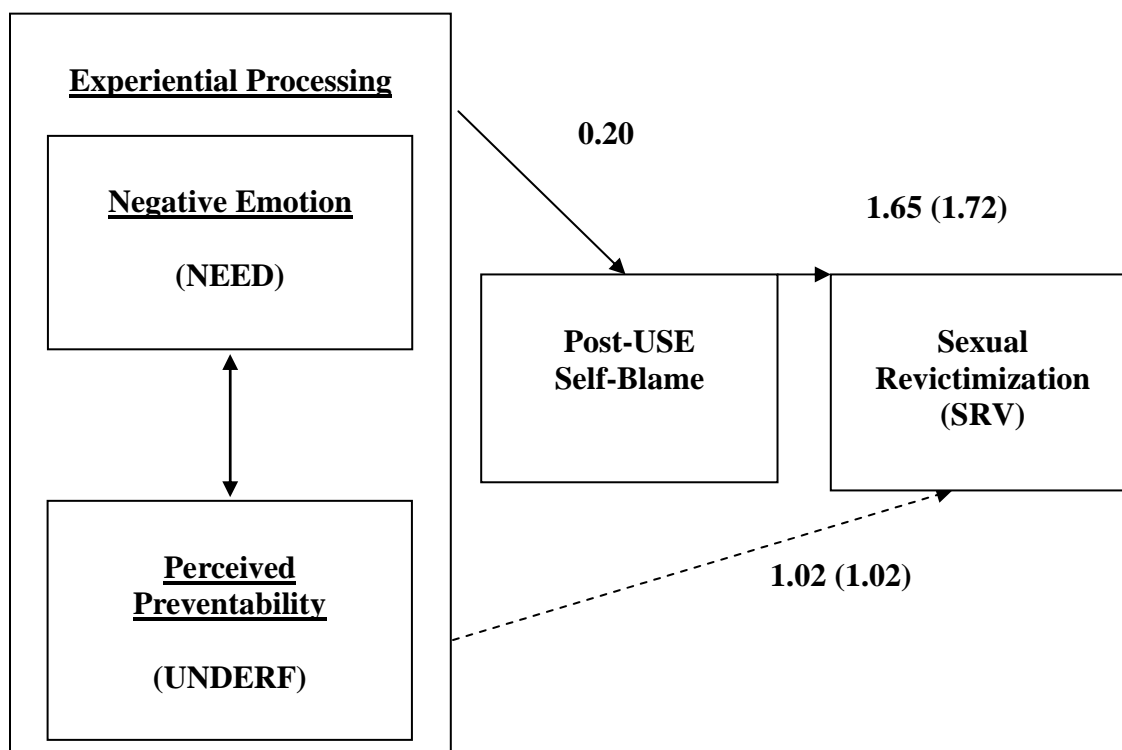 Experiential Processing
Negative Emotion
(NEED)
Perceived
Preventability
(UNDERF)
0.20
Post-USE
Self-Blame
1.65 (1.72)
Sexual
Revictimization
(SRV)
1.02 (1.02)